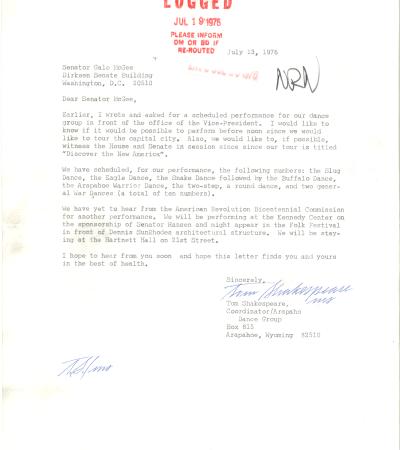 LOGGED
JUL 19 1976
PLEASE INFORM
DM OR BD IF
RE-ROUTED
July 13, 1976
NRN
Senator Gale McGee
Dirksen Senate Building
Washington, D.C. 20510
Dear Senator McGee,
Earlier, I wrote and asked for a scheduled performance for our dance
group in front of the office of the Vice-President. I would like to
know if it would be possible to perform before noon since we would
like to tour the capital city. Also, we would like to, if possible,
witness the House and Senate in session since since our tour is titled
"Discover the New America".
We have scheduled, for our performance, the following numbers: the Slug
Dance, the Eagle Dance, the Snake Dance followed by the Buffalo Dance,
the Arapahoe Warrior Dance, the two-step, a round dance, and two gener-
al War Dances (a total of ten numbers).
We have yet to hear from the American Revolution Bicentennial Commission
for another performance. We will be performing at the Kennedy Center on
the sponsorship of Senator Hansen and might appear in the Folk Festival
in front of Dennis SunRhodes architectural structure. We will be stay-
ing at the Hartnett Hall on 21st Street.
I hope to hear from you soon and hope this letter finds you and yours
in the best of health.
Sincerely,
Tom Shakespeare
ms
Tom Shakespeare,
Coordinator/Arapaho
Dance Group
Box 815
Arapahoe, Wyoming 82510
TS/ms